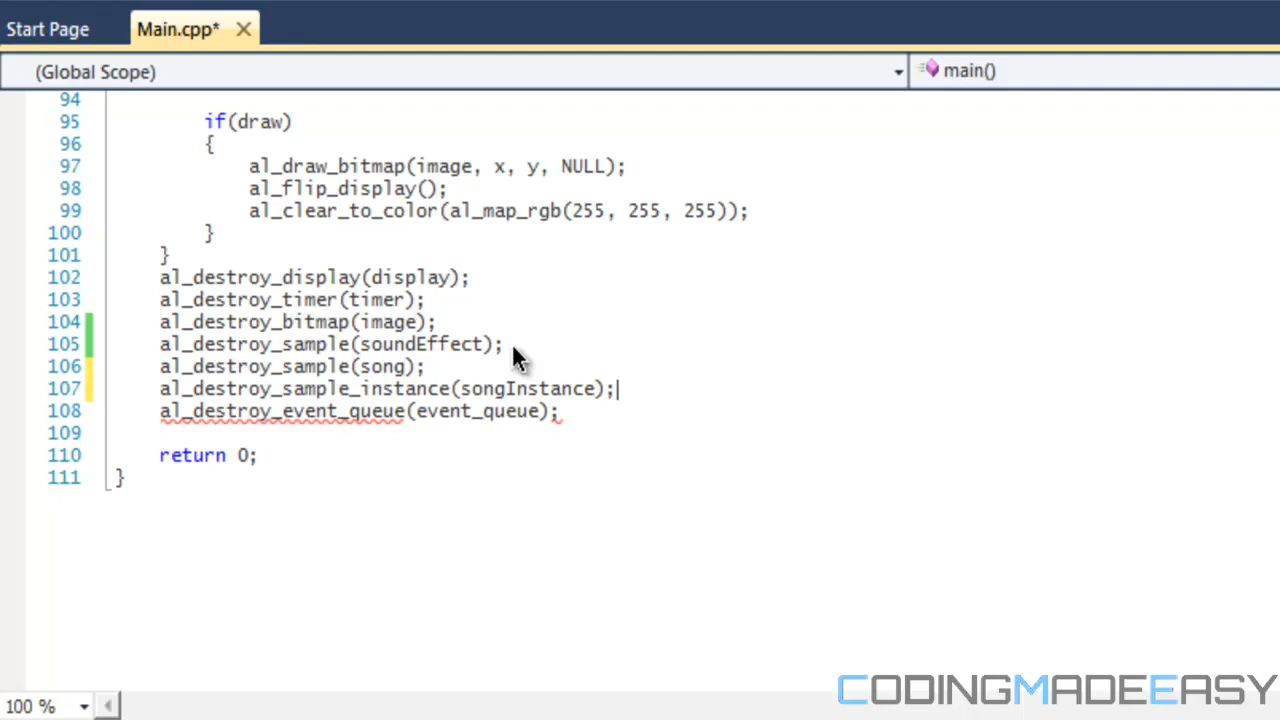 Start Page
Main.cpp*
(Global Scope)
main()
94
95 if(draw)
96 {
97 al_draw_bitmap(image, x, y, NULL);
98 al_flip_display();
99 al_clear_to_color(al_map_rgb(255, 255, 255));
100 }
101 }
102 al_destroy_display(display);
103 al_destroy_timer(timer);
104 al_destroy_bitmap(image);
105 al_destroy_sample(soundEffect);
106 al_destroy_sample(song);
107 al_destroy_sample_instance(songInstance);
108 al_destroy_event_queue(event_queue);
109
110 return 0;
111 }
100 %
CODINGMADEEASY